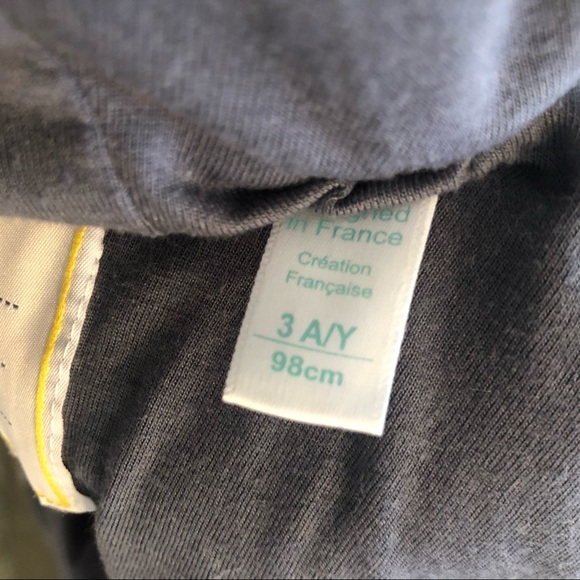 in France
Création
Française
3 A/Y
98cm